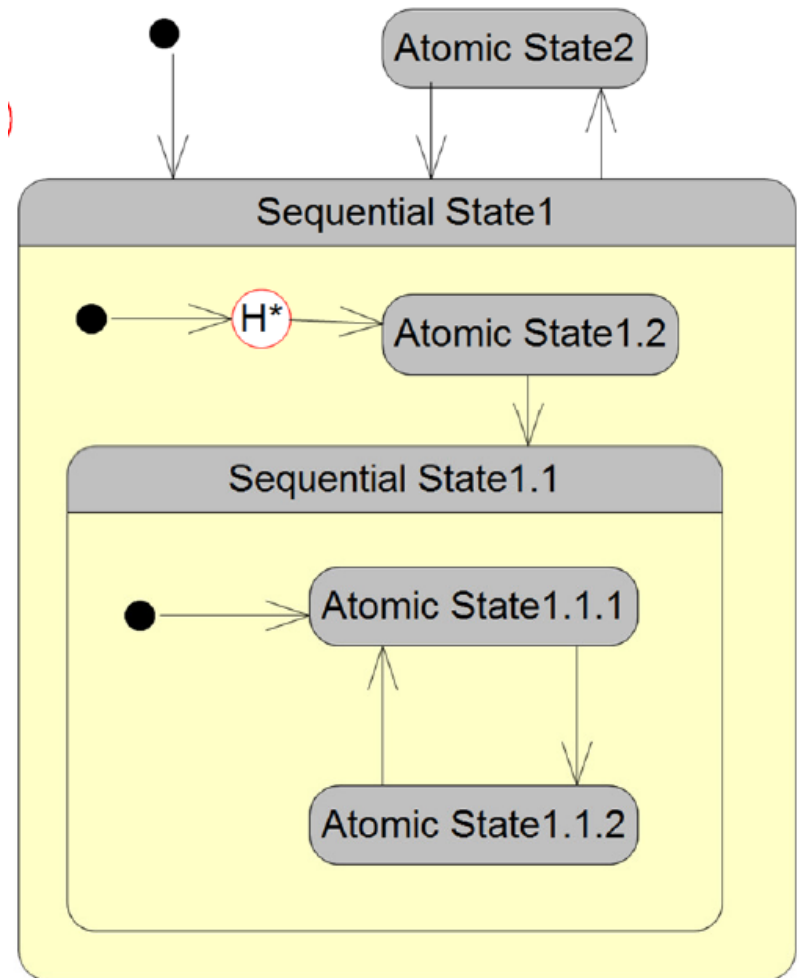 Atomic State2
Sequential State1
H*
Atomic State1.2
Sequential State1.1
Atomic State1.1.1
Atomic State1.1.2